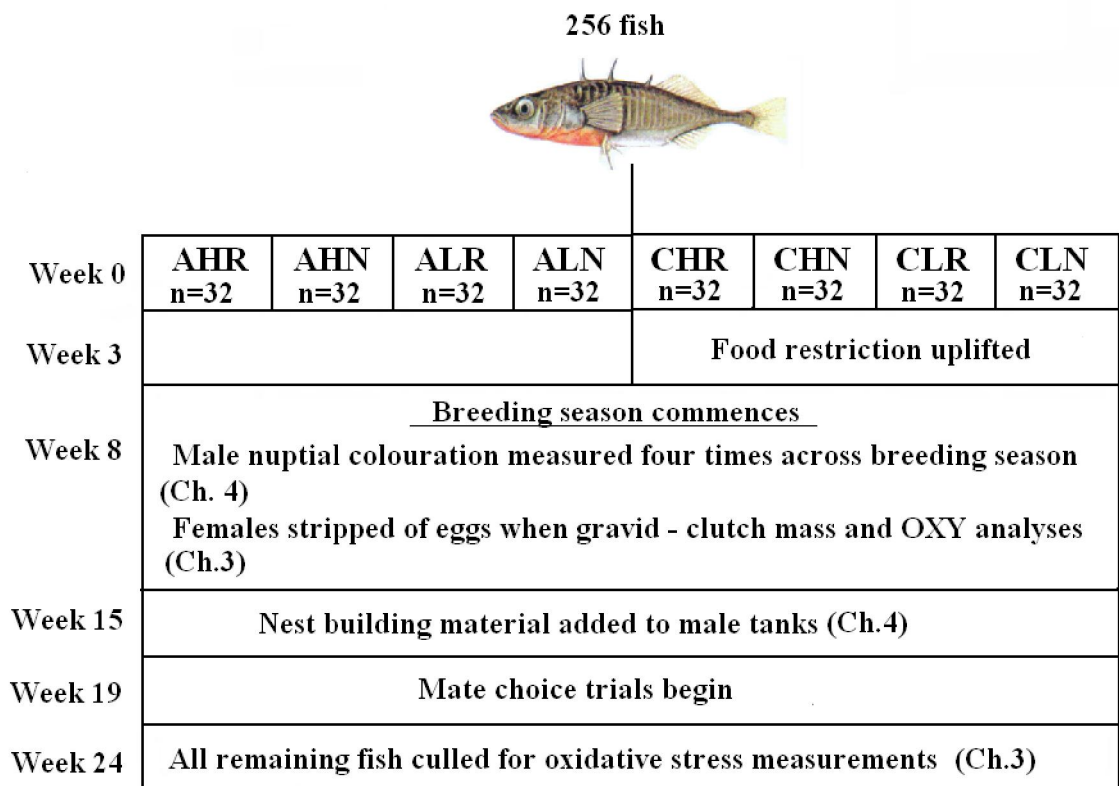 256 fish
Week 0
AHR AHN ALR ALN CHR CHN CLR CLN
n=32 n=32 n=32 n=32 n=32 n=32 n=32 n=32
Week 3
Food restriction uplifted
Week 8
Breeding season commences
Male nuptial colouration measured four times across breeding season
(Ch. 4)
Females stripped of eggs when gravid - clutch mass and OXY analyses
(Ch.3)
Week 15
Nest building material added to male tanks (Ch.4)
Week 19
Mate choice trials begin
Week 24
All remaining fish culled for oxidative stress measurements (Ch.3)